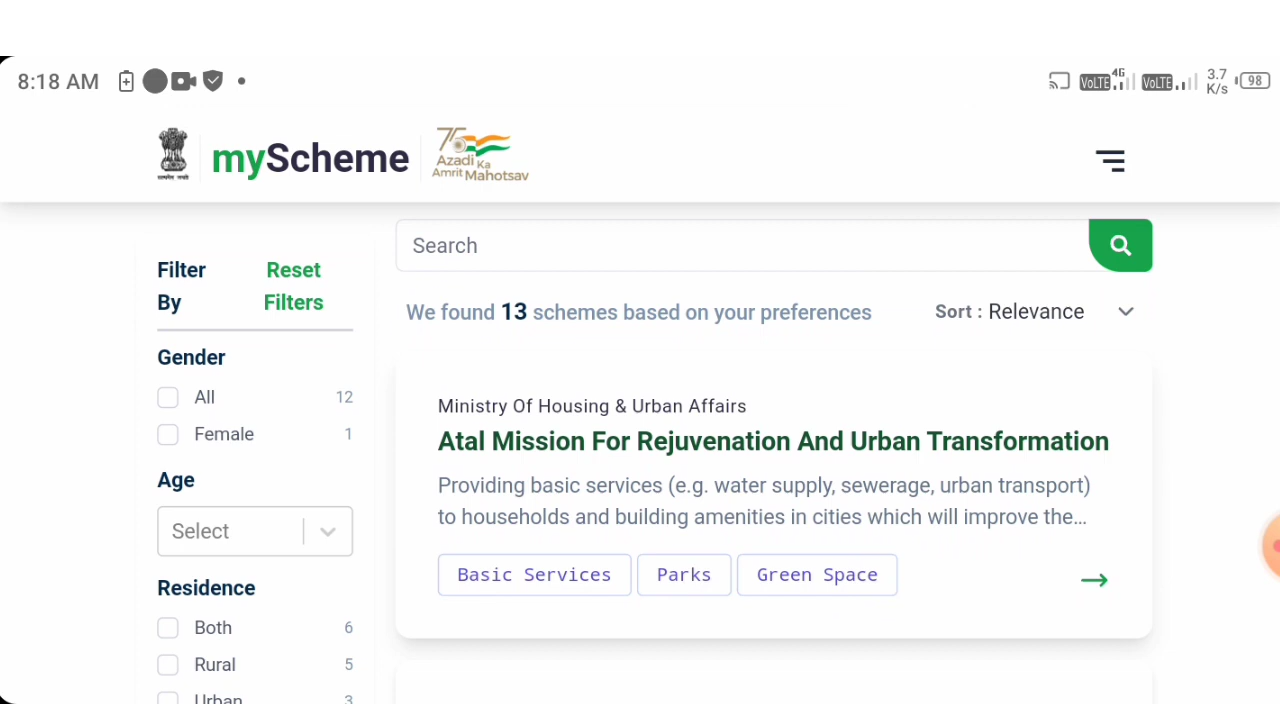 8:18 AM
VoLTE 4G VoLTE 3.7 K/s 98
myScheme
75 Azadi Ka Amrit Mahotsav
Search
Filter By
Reset Filters
We found 13 schemes based on your preferences
Sort : Relevance
Gender
All 12
Female 1
Age
Select
Residence
Both 6
Rural 5
Urban 3
Ministry Of Housing & Urban Affairs
Atal Mission For Rejuvenation And Urban Transformation
Providing basic services (e.g. water supply, sewerage, urban transport)
to households and building amenities in cities which will improve the...
Basic Services Parks Green Space